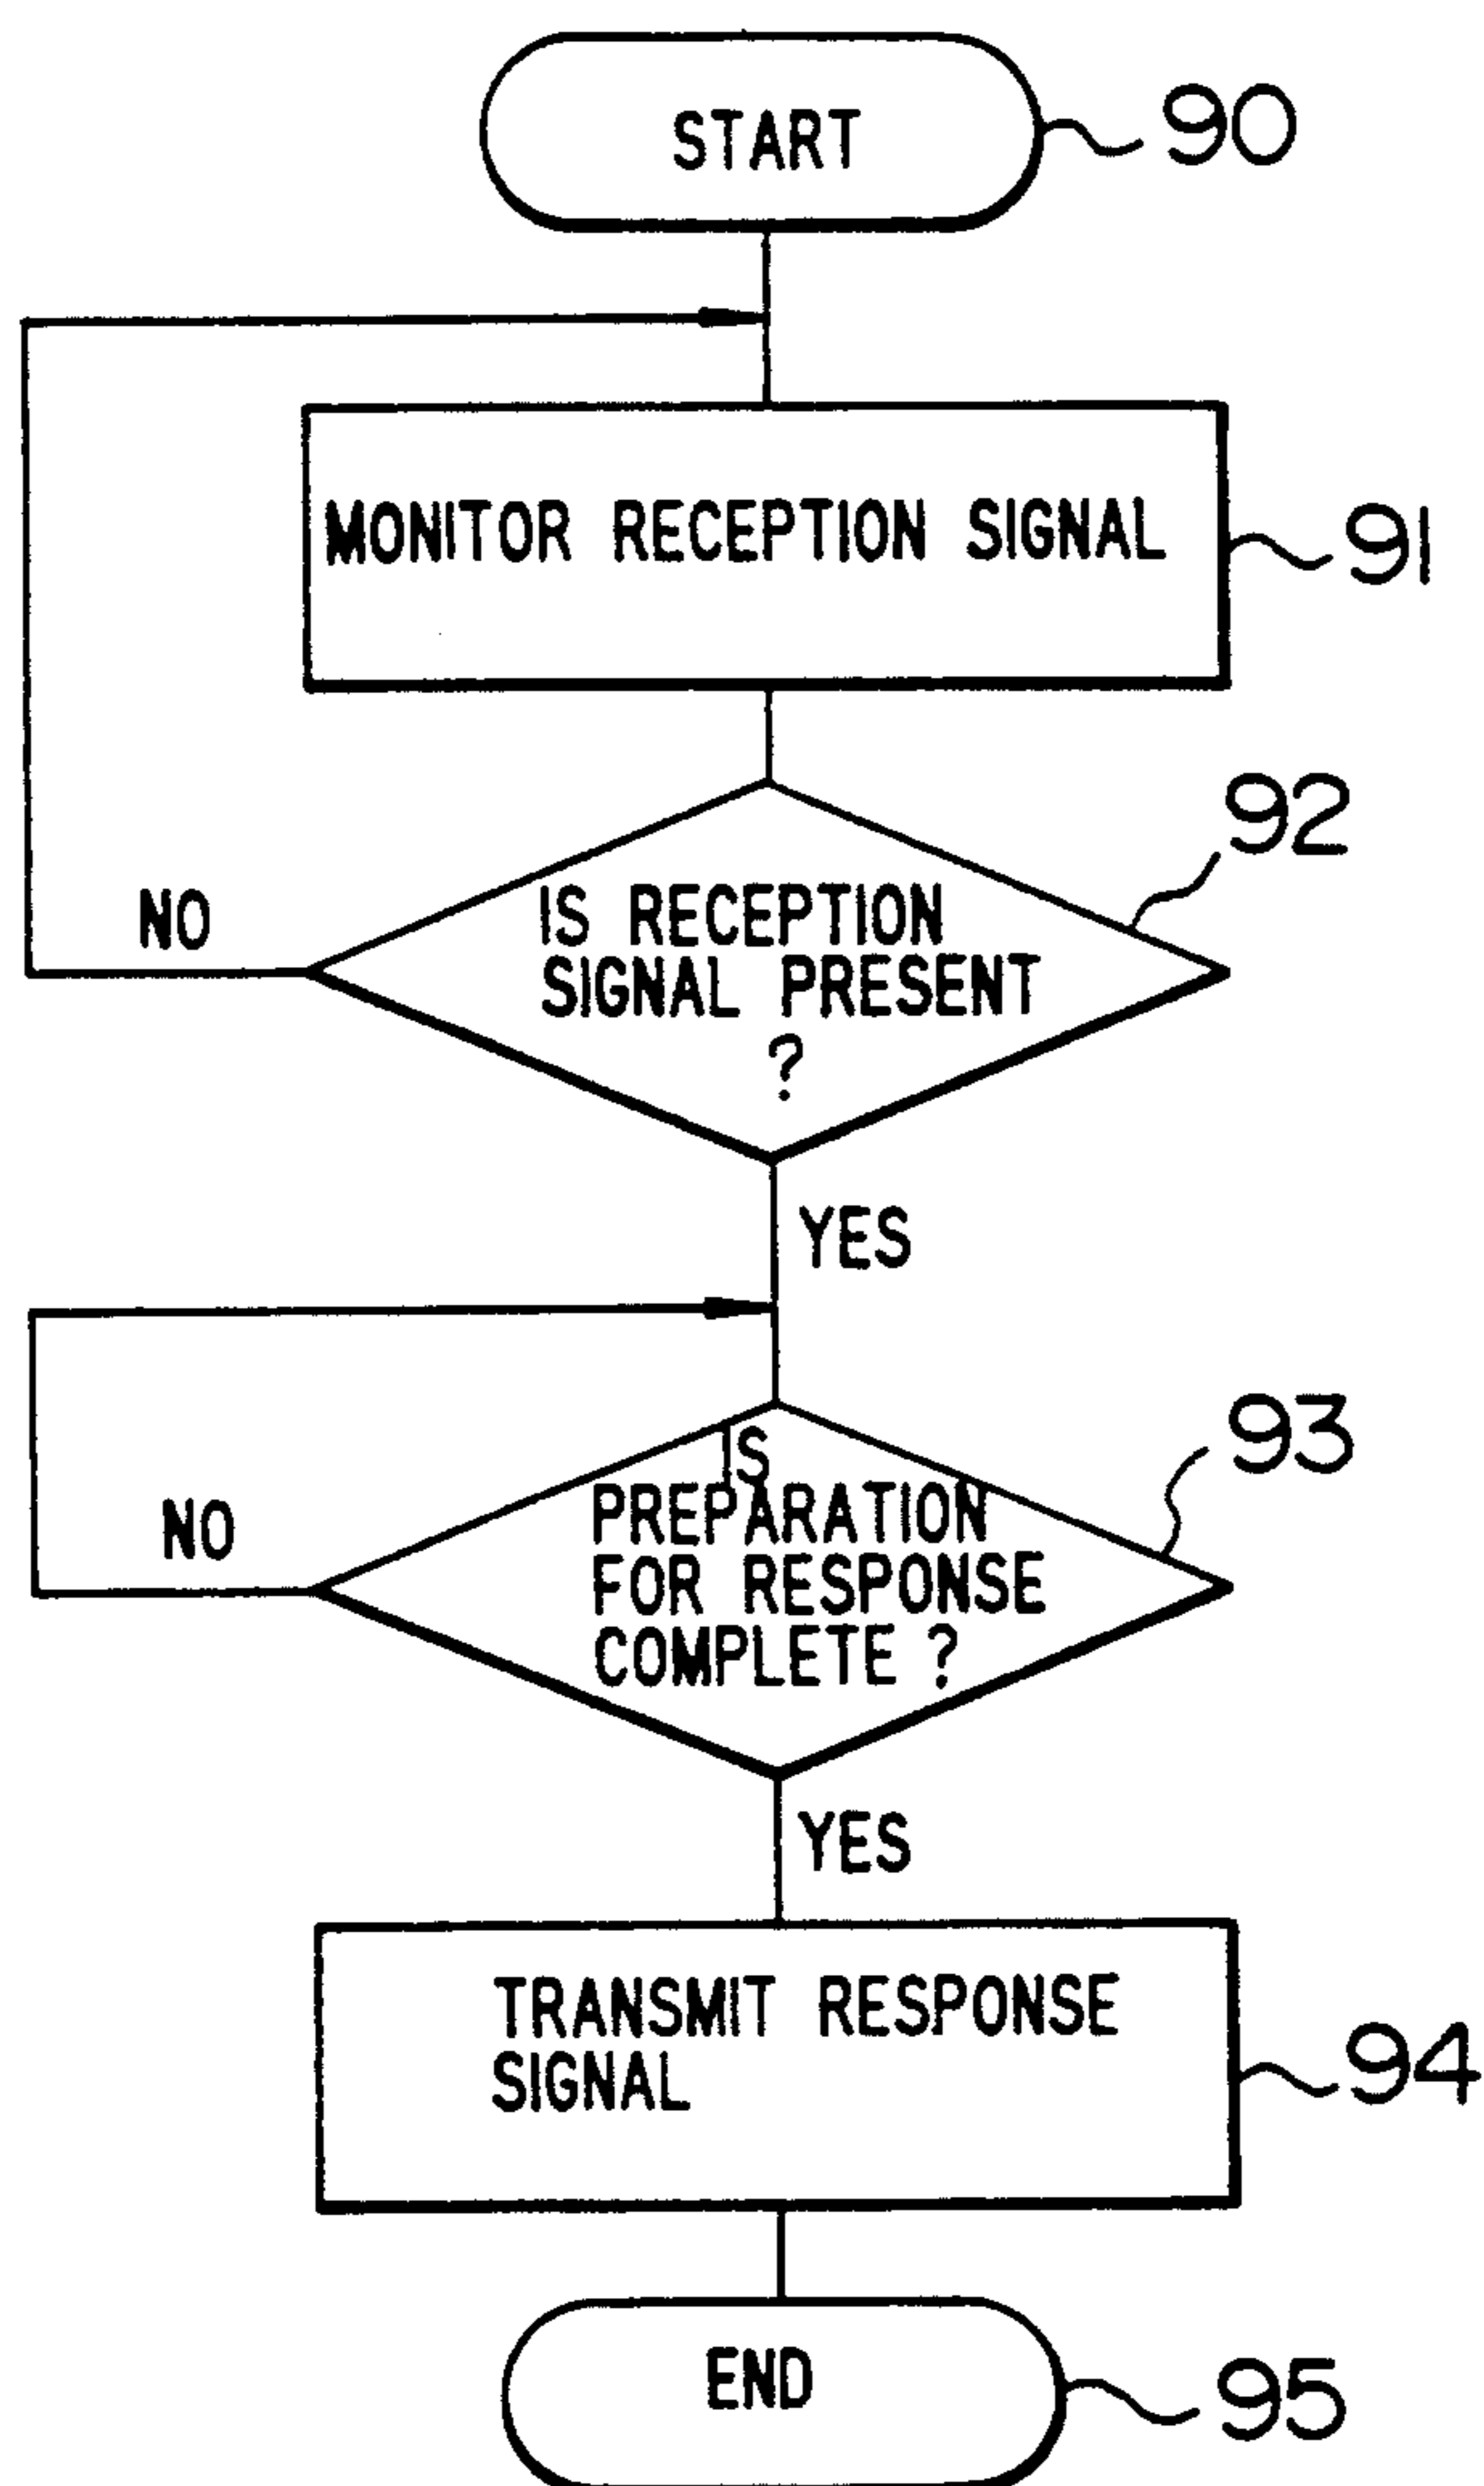 START
90
MONITOR RECEPTION SIGNAL
91
92
IS RECEPTION
SIGNAL PRESENT
?
NO
YES
93
IS
PREPARATION
FOR RESPONSE
COMPLETE ?
NO
YES
TRANSMIT RESPONSE
SIGNAL
94
END
95